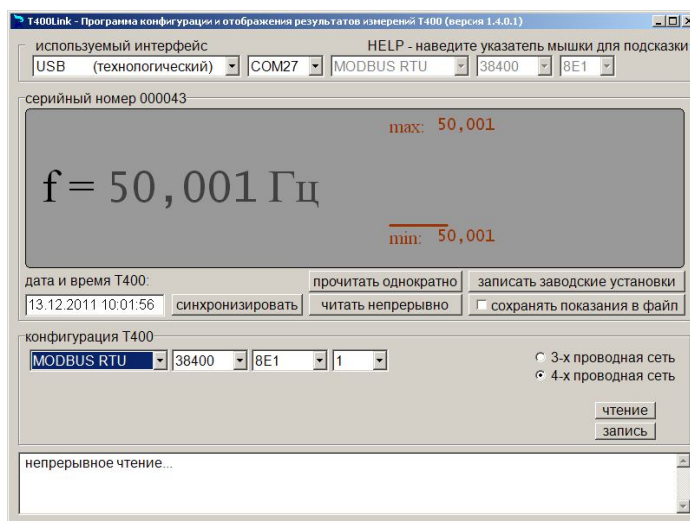 T400Link - Программа конфигурации и отображения результатов измерений T400 (версия 1.4.0.1)
используемый интерфейс HELP - наведите указатель мышки для подсказки
USB (технологический) COM27 MODBUS RTU 38400 8E1
серийный номер 000043
max: 50,001
f = 50,001 Гц
min: 50,001
дата и время T400: прочитать однократно записать заводские установки
13.12.2011 10:01:56 синхронизировать читать непрерывно сохранять показания в файл
конфигурация T400
MODBUS RTU 38400 8E1 1 3-х проводная сеть
4-х проводная сеть
чтение
запись
непрерывное чтение...